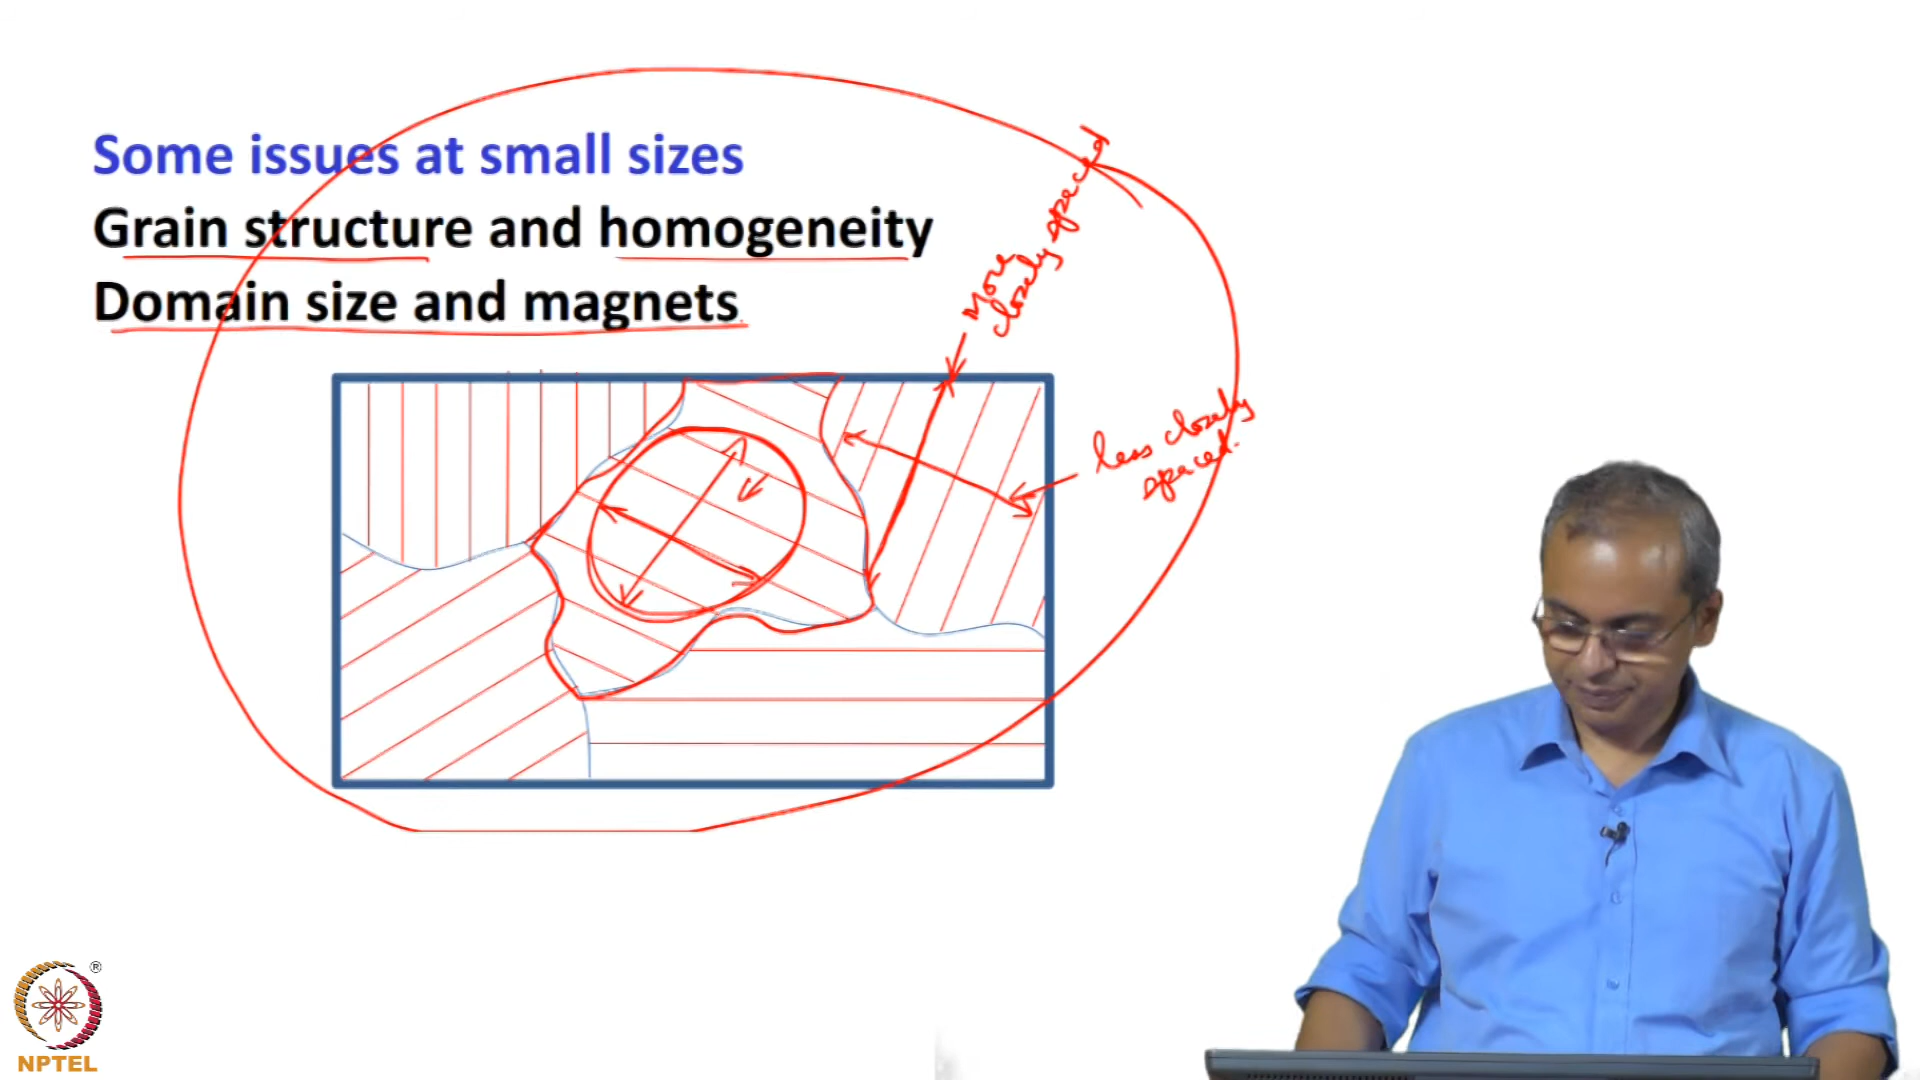 Some issues at small sizes
Grain structure and homogeneity
Domain size and magnets
More
closely spaced
less closely
spaced.
®
NPTEL